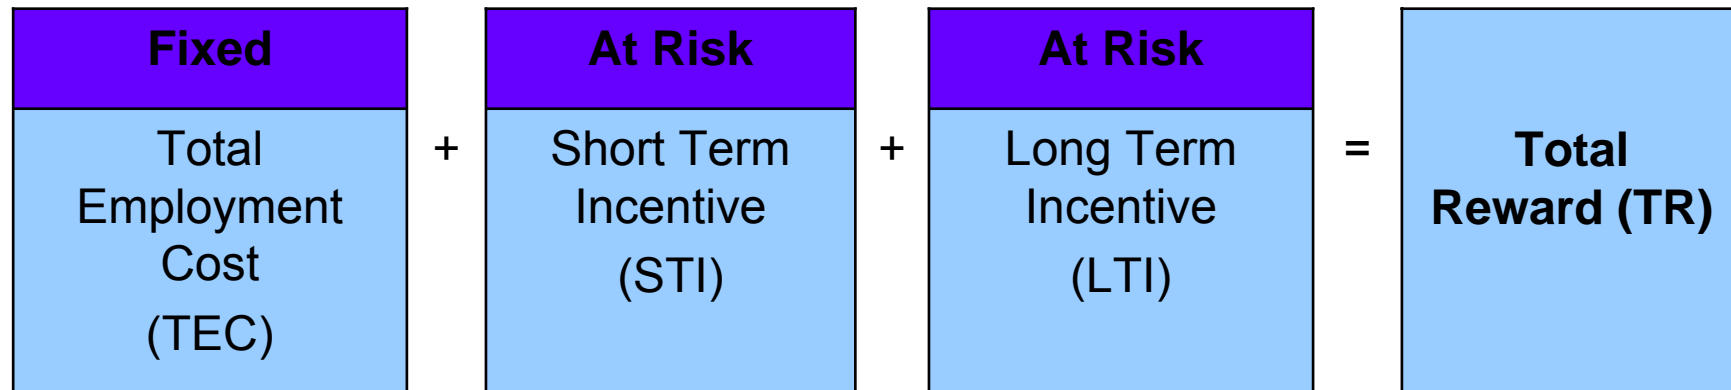 Fixed
Total
Employment
Cost
(TEC)
+
At Risk
Short Term
Incentive
(STI)
+
At Risk
Long Term
Incentive
(LTI)
=
Total
Reward (TR)